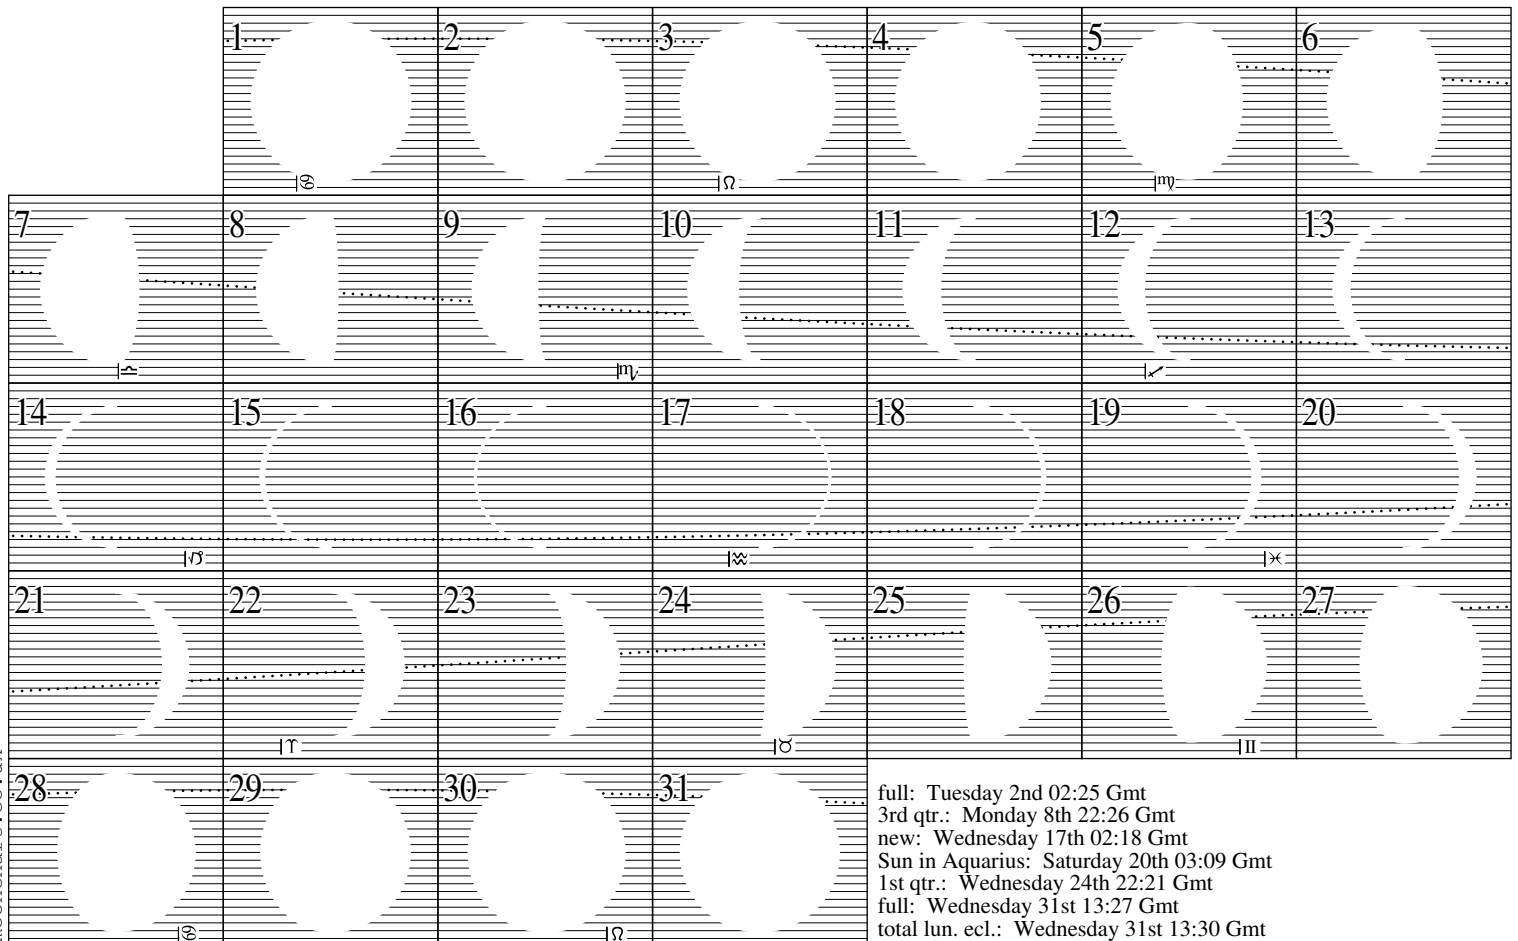 1 2 3 4 5 6
♋ ♌ ♍
7 8 9 10 11 12 13
♎ ♏ ♐
14 15 16 17 18 19 20
♑ ♒ ♓
21 22 23 24 25 26 27
♈ ♉ ♊
28 29 30 31
♋ ♌
full: Tuesday 2nd 02:25 Gmt
3rd qtr.: Monday 8th 22:26 Gmt
new: Wednesday 17th 02:18 Gmt
Sun in Aquarius: Saturday 20th 03:09 Gmt
1st qtr.: Wednesday 24th 22:21 Gmt
full: Wednesday 31st 13:27 Gmt
total lun. ecl.: Wednesday 31st 13:30 Gmt